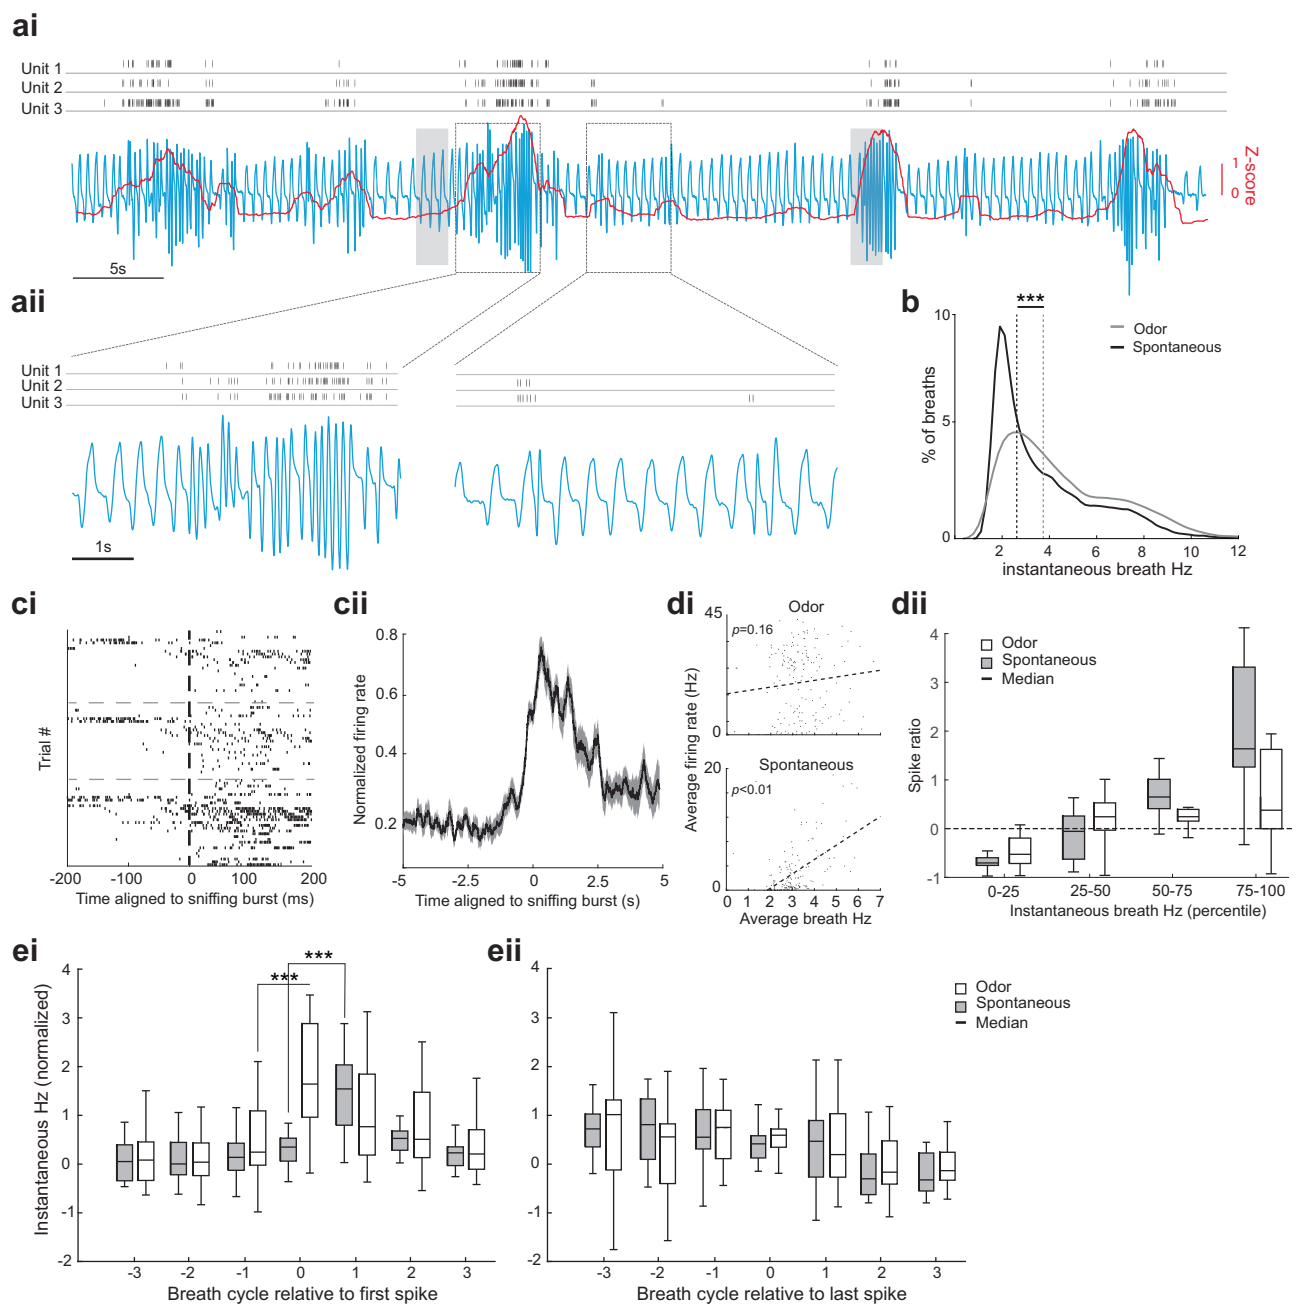 ai
Unit 1
Unit 2
Unit 3
1
0
Z-score
5s
aii
Unit 1
Unit 2
Unit 3
1s
b
***
10
5
0
% of breaths
Odor
Spontaneous
2 4 6 8 10 12
instantaneous breath Hz
ci
Trial #
-200 -100 0 100 200
Time aligned to sniffing burst (ms)
cii
0.8
0.6
0.4
0.2
Normalized firing rate
-5 -2.5 0 2.5 5
Time aligned to sniffing burst (s)
di
Odor
45
p=0.16
0
Average firing rate (Hz)
Spontaneous
20
p<0.01
0
0 1 2 3 4 5 6 7
Average breath Hz
dii
Odor
Spontaneous
Median
4
3
2
1
0
-1
Spike ratio
0-25 25-50 50-75 75-100
Instantaneous breath Hz (percentile)
ei
4
3
2
1
0
-1
-2
Instantaneous Hz (normalized)
*** ***
-3 -2 -1 0 1 2 3
Breath cycle relative to first spike
eii
4
3
2
1
0
-1
-2
-3 -2 -1 0 1 2 3
Breath cycle relative to last spike
Odor
Spontaneous
Median